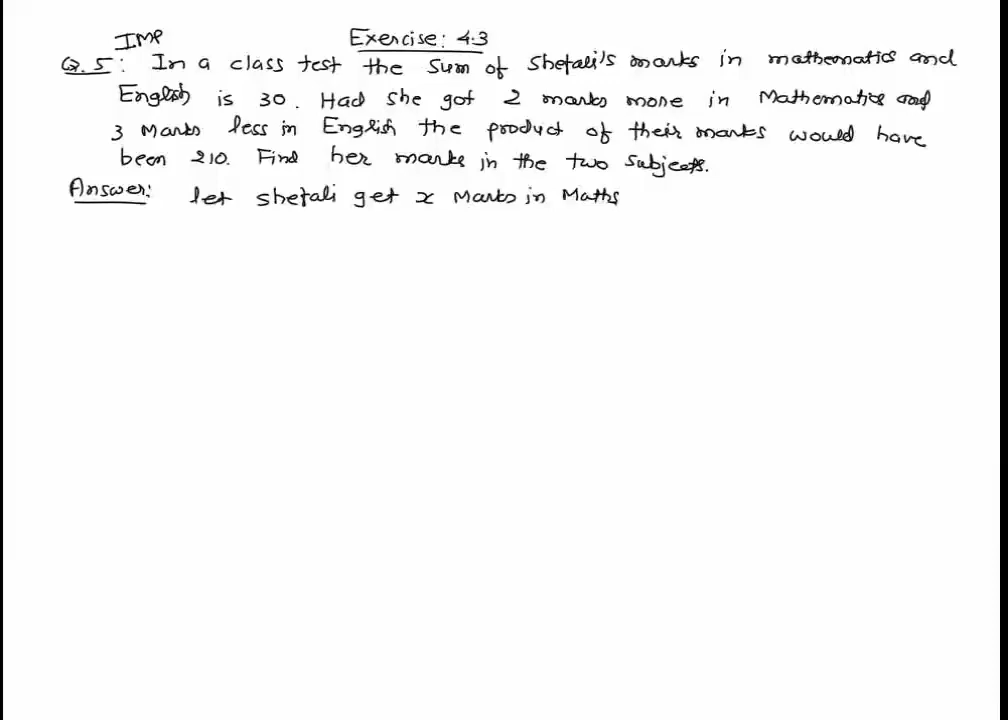 IMP Exercise: 4.3
Q.5: In a class test the sum of Shefali's marks in mathematics and
English is 30. Had she got 2 marks more in Mathematics and
3 Marks less in English the product of their marks would have
been 210. Find her marks in the two subjects.
Answer: let shefali get x Marks in Maths